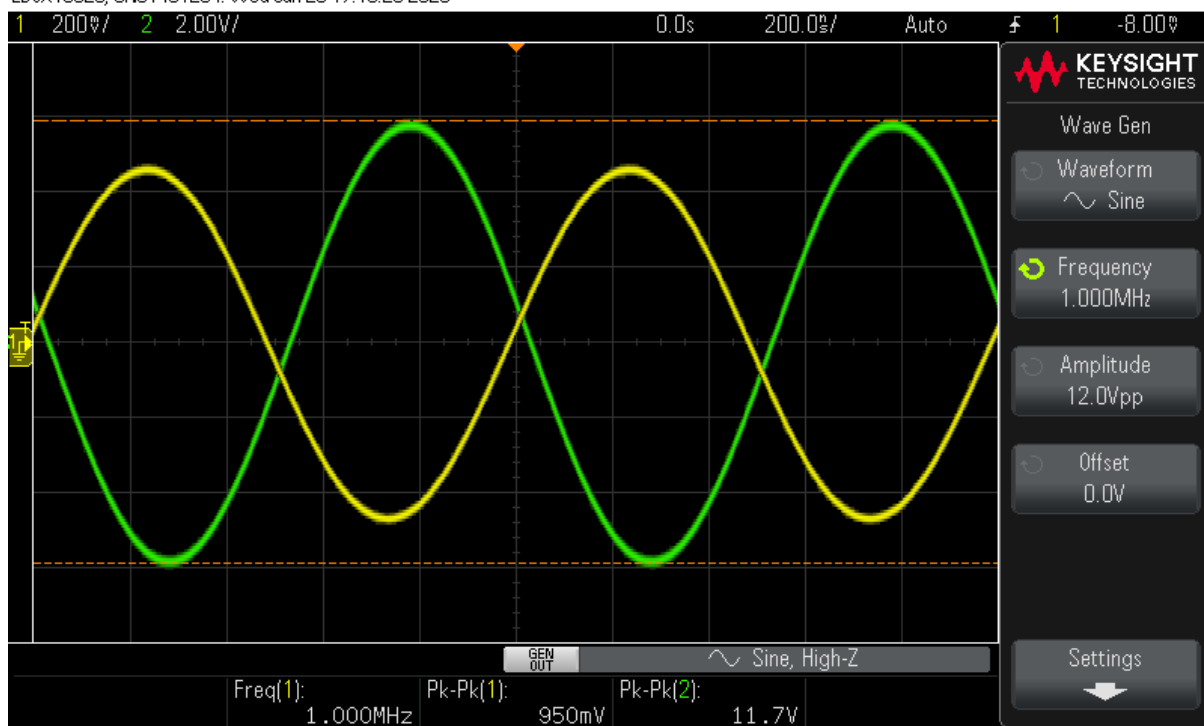 1 200mV/ 2 2.00V/ 0.0s 200.0ns/ Auto 1 -8.00mV
KEYSIGHT
TECHNOLOGIES
Wave Gen
Waveform
Sine
Frequency
1.000MHz
Amplitude
12.0Vpp
Offset
0.0V
Settings
T
1
GEN
OUT
Sine, High-Z
Freq(1): Pk-Pk(1): Pk-Pk(2):
1.000MHz 950mV 11.7V